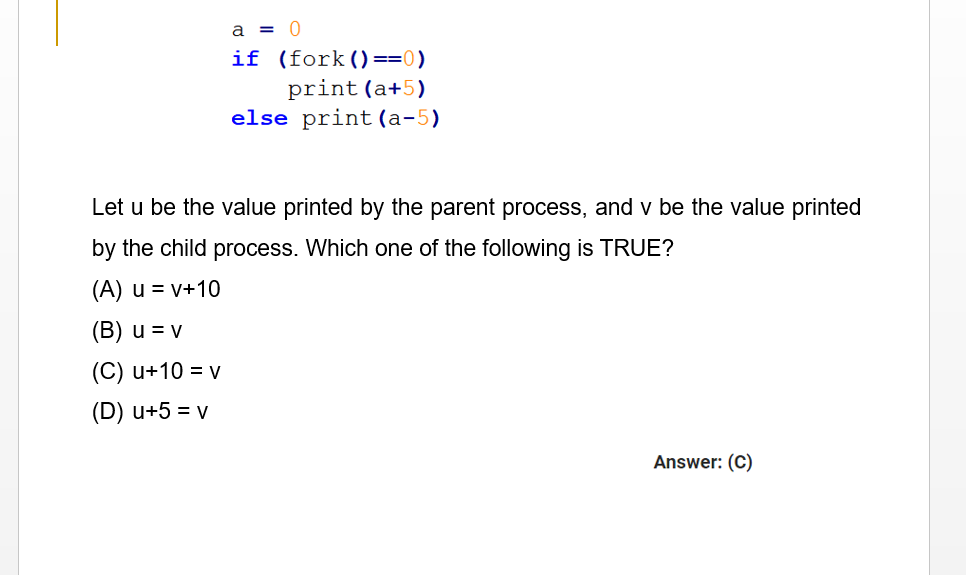 a = 0
if (fork()==0)
print(a+5)
else print(a-5)
Let u be the value printed by the parent process, and v be the value printed
by the child process. Which one of the following is TRUE?
(A) u = v+10
(B) u = v
(C) u+10 = v
(D) u+5 = v
Answer: (C)